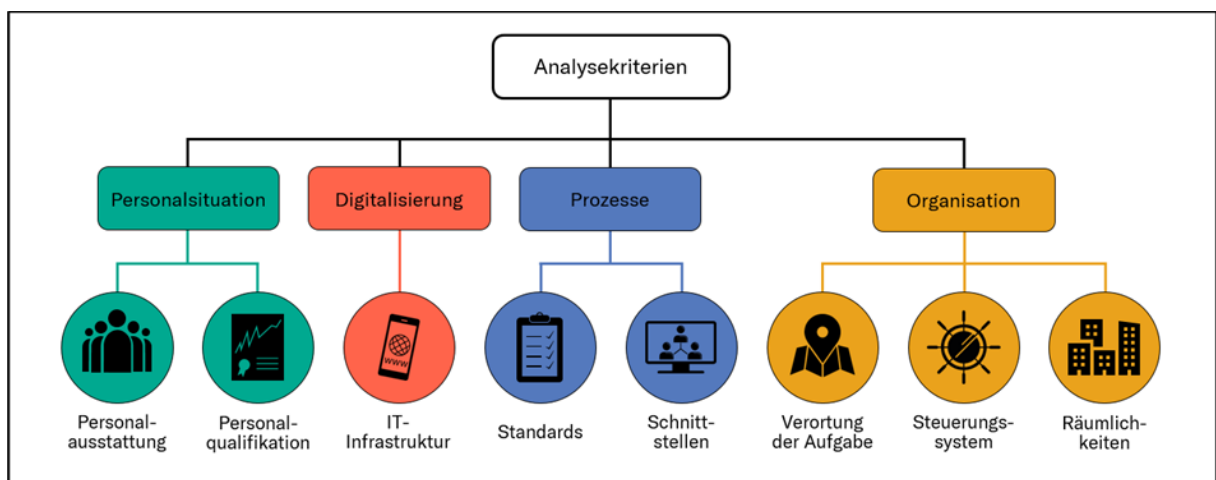 Analysekriterien
Personalsituation
Digitalisierung
Prozesse
Organisation
www
Personal-
ausstattung
Personal-
qualifikation
IT-
Infrastruktur
Standards
Schnitt-
stellen
Verortung
der Aufgabe
Steuerungs-
system
Räumlich-
keiten